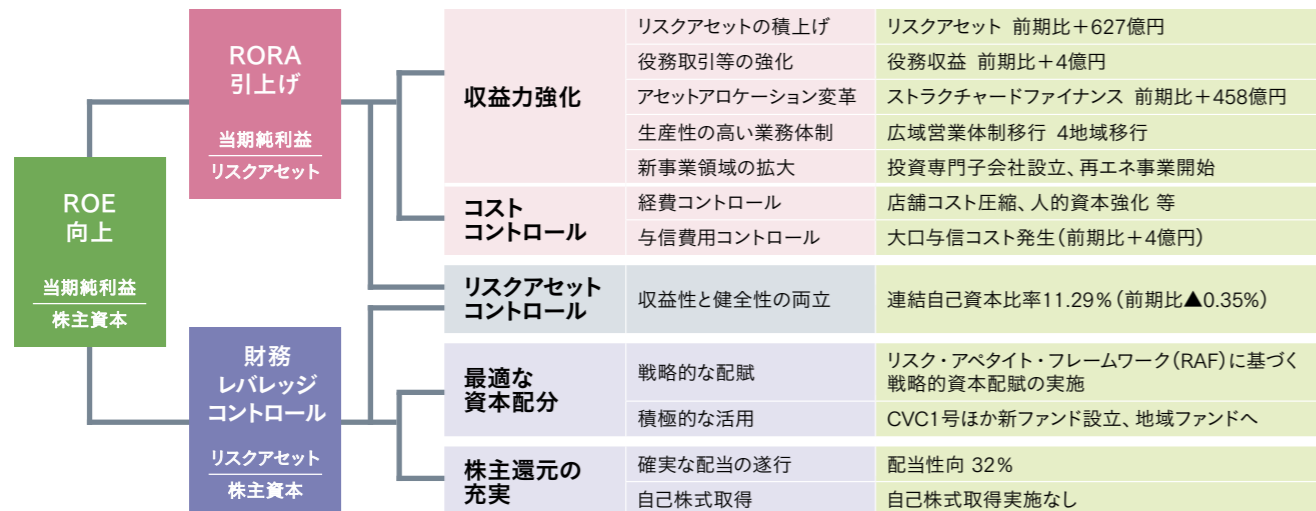 ROE
向上
当期純利益
株主資本
RORA
引上げ
当期純利益
リスクアセット
財務
レバレッジ
コントロール
リスクアセット
株主資本
収益力強化
リスクアセットの積上げ
リスクアセット 前期比＋627億円
役務取引等の強化
役務収益 前期比＋4億円
アセットアロケーション変革
ストラクチャードファイナンス 前期比＋458億円
生産性の高い業務体制
広域営業体制移行 4地域移行
新事業領域の拡大
投資専門子会社設立、再エネ事業開始
コスト
コントロール
経費コントロール
店舗コスト圧縮、人的資本強化 等
与信費用コントロール
大口与信コスト発生（前期比＋4億円）
リスクアセット
コントロール
収益性と健全性の両立
連結自己資本比率11.29％（前期比▲0.35％）
最適な
資本配分
戦略的な配賦
リスク・アペタイト・フレームワーク（RAF）に基づく
戦略的資本配賦の実施
積極的な活用
CVC1号ほか新ファンド設立、地域ファンドへ
株主還元の
充実
確実な配当の遂行
配当性向 32％
自己株式取得
自己株式取得実施なし